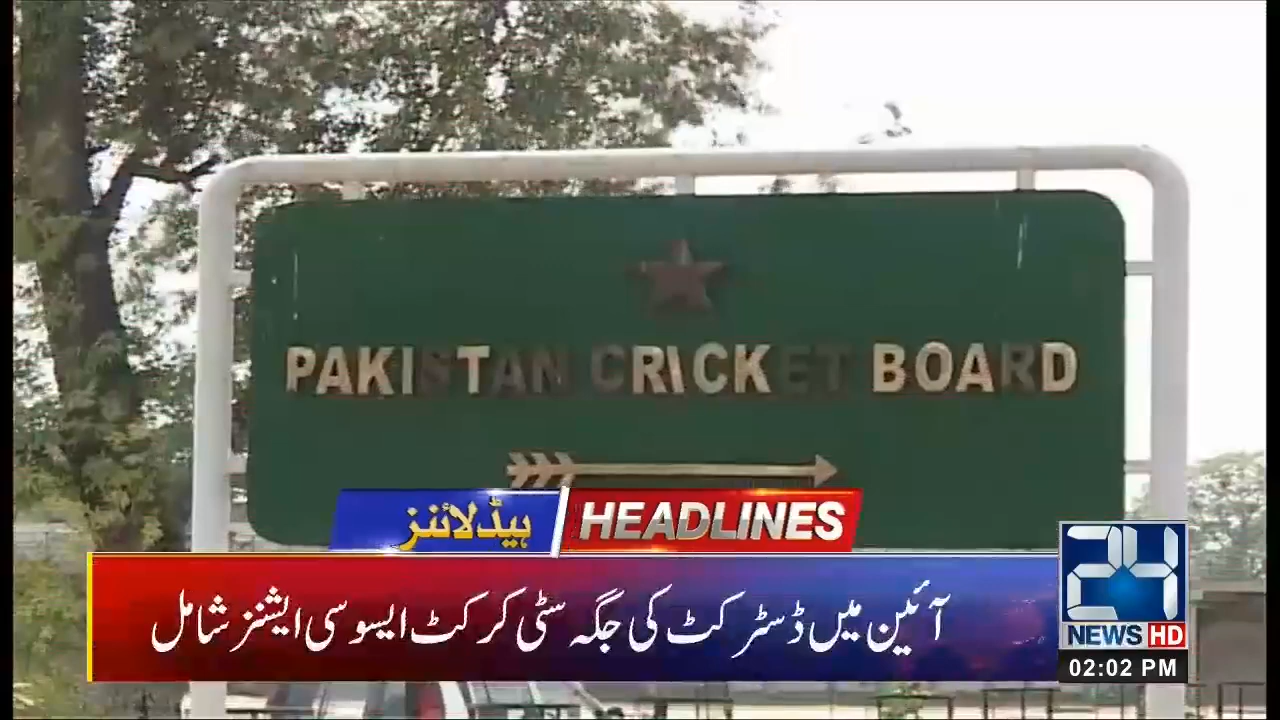 PAKISTAN CRICKET BOARD
ہیڈلائنز
HEADLINES
آئین میں ڈسٹرکٹ کی جگہ سٹی کرکٹ ایسوسی ایشنز شامل
24
NEWS HD
02:02 PM